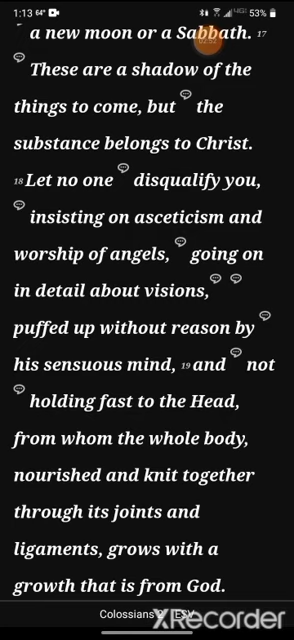 1:13 64° 4G 53%
a new moon or a Sabbath. 17
These are a shadow of the
things to come, but the
substance belongs to Christ.
18 Let no one disqualify you,
insisting on asceticism and
worship of angels, going on
in detail about visions,
puffed up without reason by
his sensuous mind, 19 and not
holding fast to the Head,
from whom the whole body,
nourished and knit together
through its joints and
ligaments, grows with a
growth that is from God.
Colossians 2 ESV
XRecorder